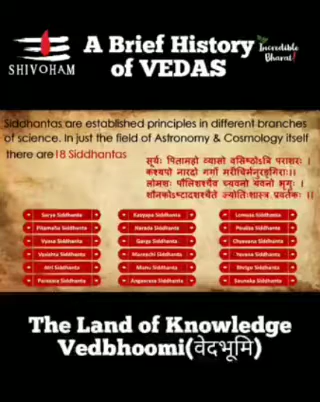 SHIVOHAM
A Brief History
of VEDAS
Incredible
Bharat!
Siddhantas are established principles in different branches
of science. In just the field of Astronomy & Cosmology itself
there are 18 Siddhantas
सूर्यः पितामहो व्यासो वसिष्ठोऽत्रि पराशरः ।
कश्यपो नारदो गर्गो मरीचिर्मनुरङ्गिराः।।
लोमशः पौलिशश्चैव च्यवनो यवनो भृगुः ।
शौनकोऽष्टादशश्चैते ज्योतिःशास्त्र प्रवर्तकः ।।
Surya Siddhanta
Kasyapa Siddhanta
Lomasa Siddhanta
Pitamaha Siddhanta
Narada Siddhanta
Paulisa Siddhanta
Vyasa Siddhanta
Garga Siddhanta
Chyavana Siddhanta
Vasishta Siddhanta
Mareechi Siddhanta
Yavana Siddhanta
Atri Siddhanta
Manu Siddhanta
Bhrigu Siddhanta
Parasara Siddhanta
Angeerasa Siddhanta
Saunaka Siddhanta
The Land of Knowledge
Vedbhoomi(वेदभूमि)